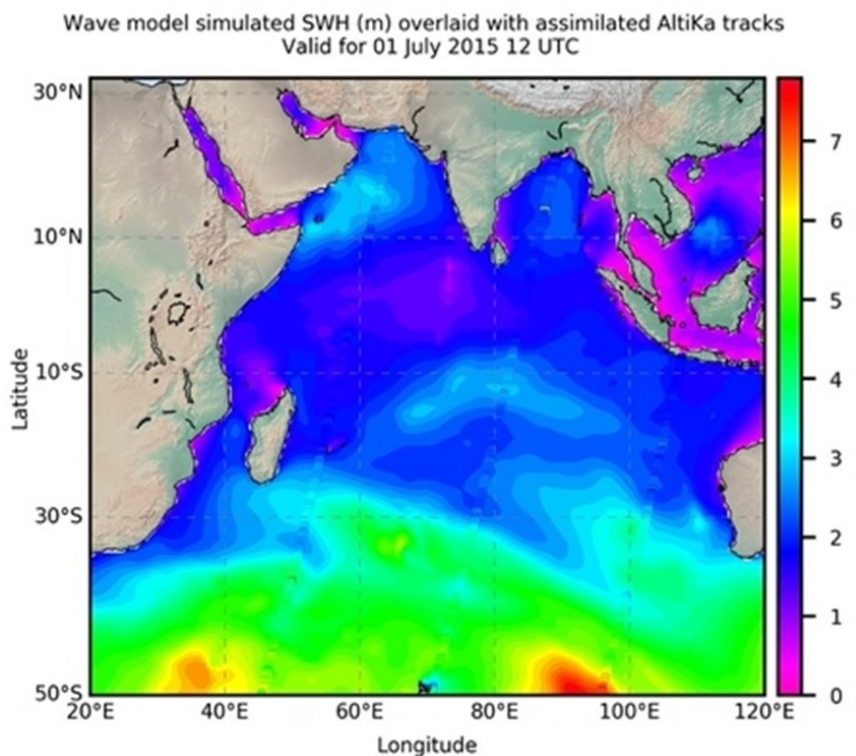 Wave model simulated SWH (m) overlaid with assimilated AltiKa tracks
Valid for 01 July 2015 12 UTC
30°N
10°N
10°S
30°S
50°S
Latitude
20°E 40°E 60°E 80°E 100°E 120°E
Longitude
7
6
5
4
3
2
1
0